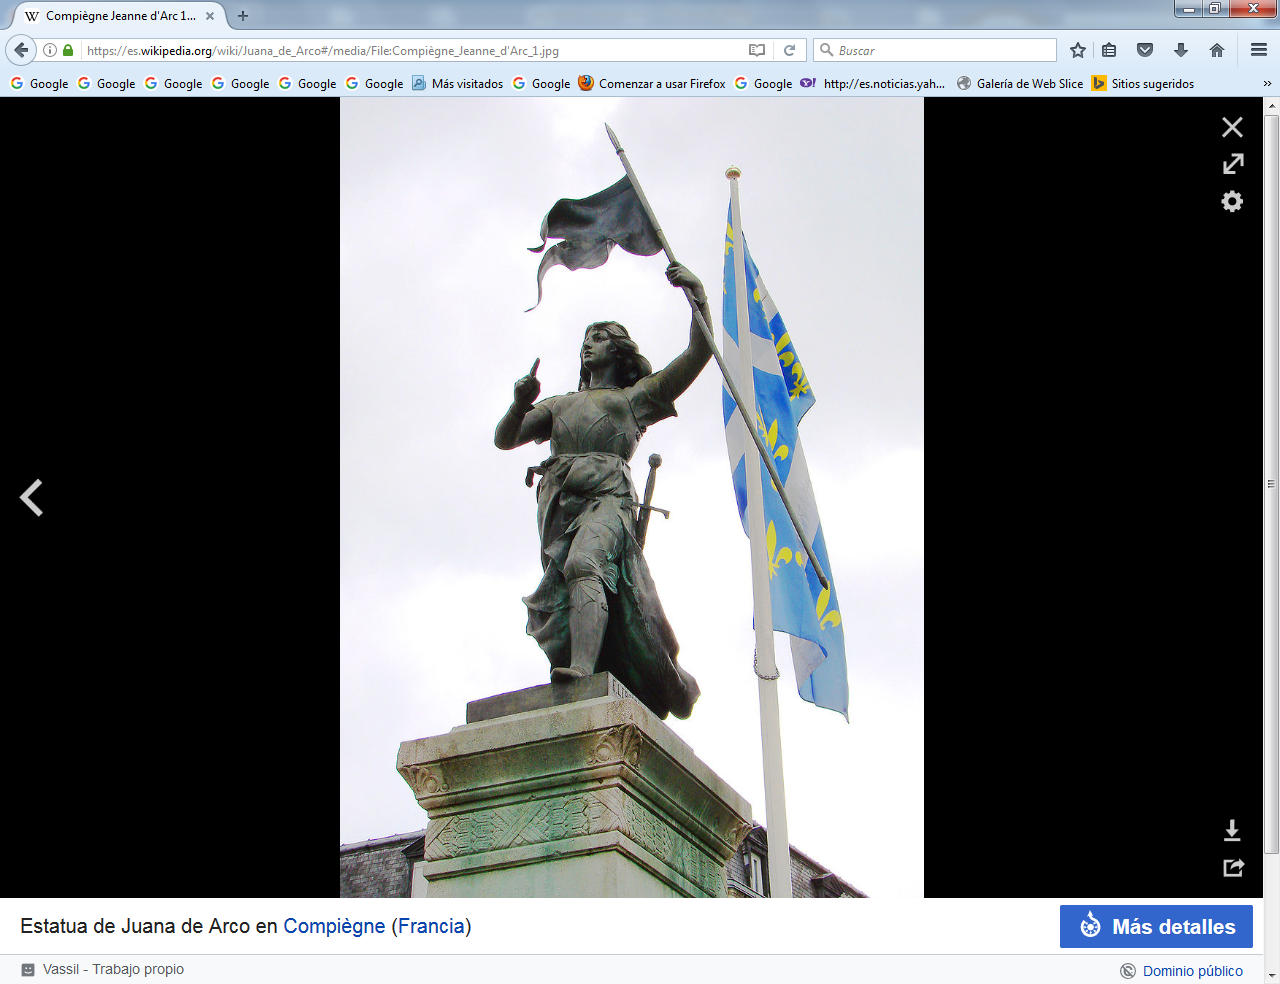 Compiègne Jeanne d'Arc 1...
https://es.wikipedia.org/wiki/Juana_de_Arco#/media/File:Compiègne_Jeanne_d'Arc_1.jpg
Buscar
Google Google Google Google Google Google Más visitados Google Comenzar a usar Firefox Google http://es.noticias.yah... Galería de Web Slice Sitios sugeridos
Estatua de Juana de Arco en Compiègne (Francia)
Más detalles
Vassil - Trabajo propio
Dominio público